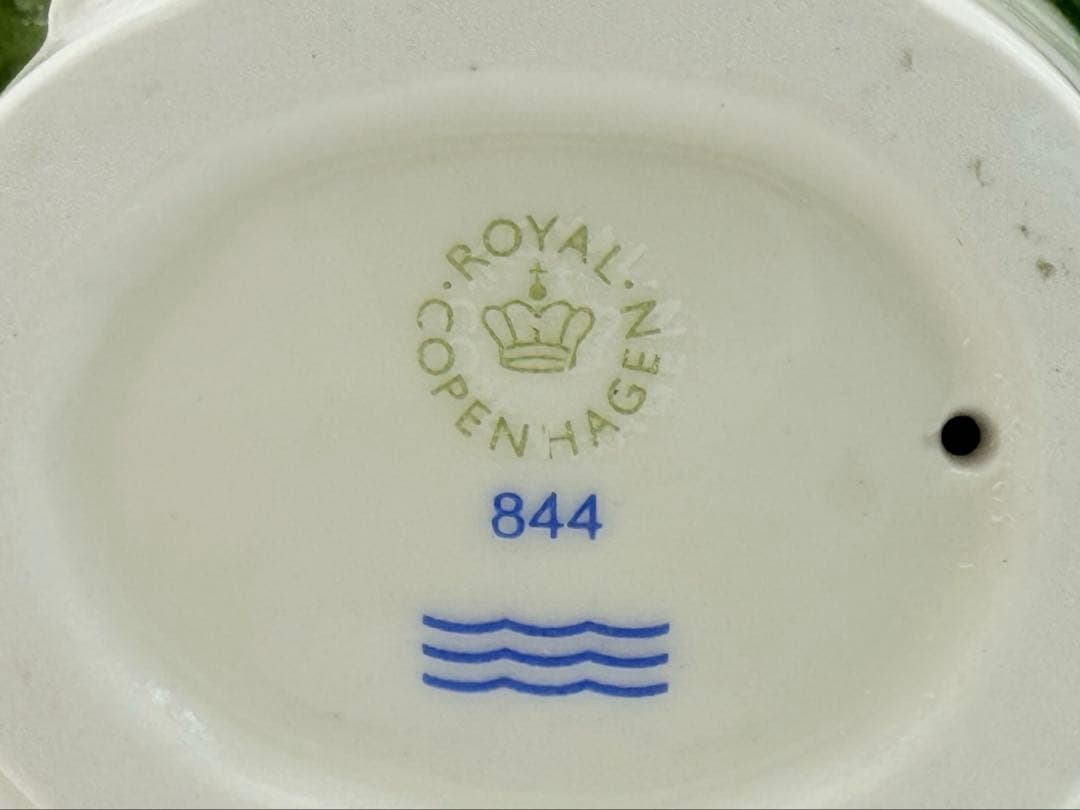 · ROYAL ·
COPENHAGEN
844